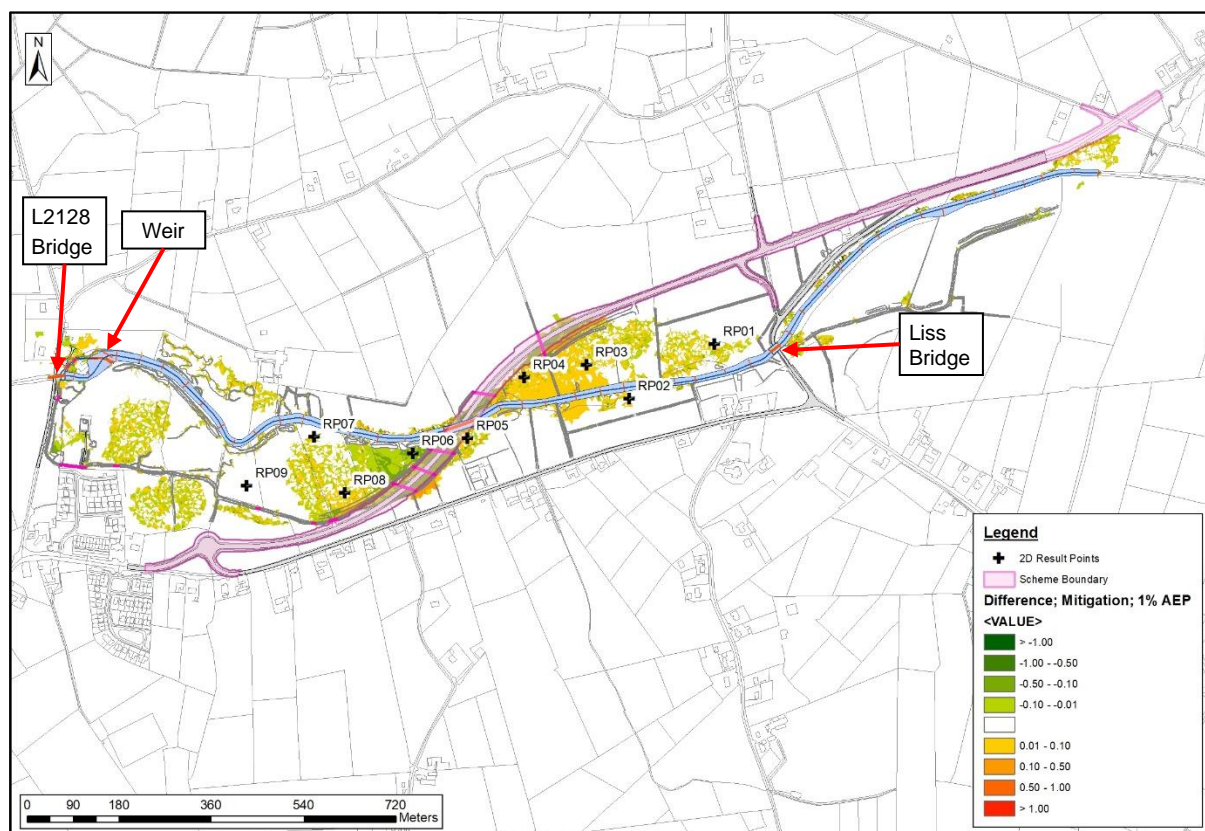 N
L2128
Bridge
Weir
Liss
Bridge
RP01
RP03
RP04
RP02
RP05
RP06
RP07
RP09
RP08
Legend
2D Result Points
Scheme Boundary
Difference; Mitigation; 1% AEP
<VALUE>
> -1.00
-1.00 - -0.50
-0.50 - -0.10
-0.10 - -0.01
0.01 - 0.10
0.10 - 0.50
0.50 - 1.00
> 1.00
0 90 180 360 540 720
Meters